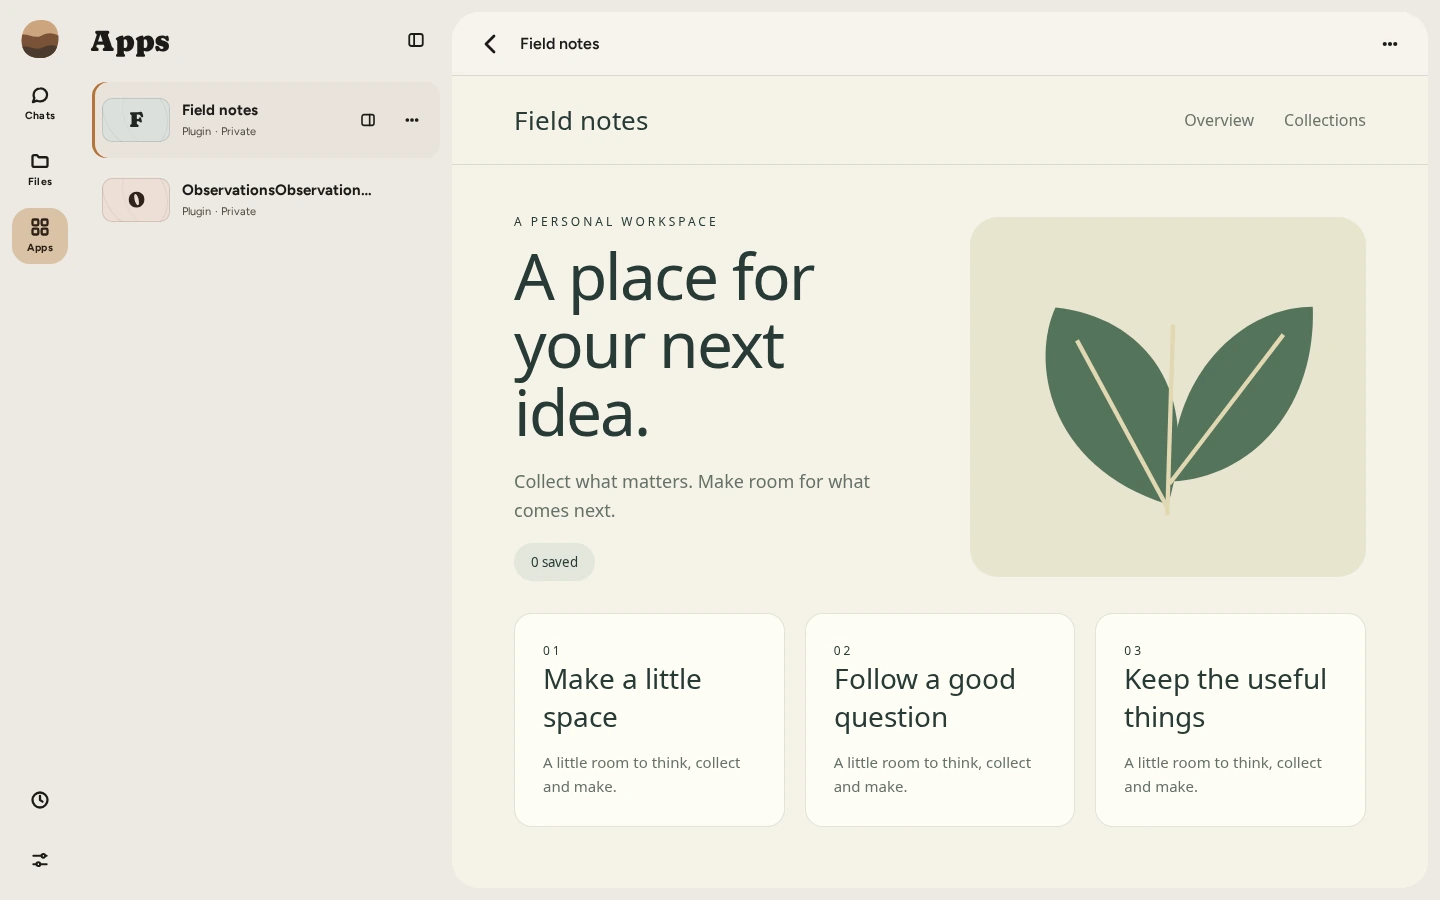 Apps
Chats
Files
Apps
F
Field notes
Plugin · Private
O
ObservationsObservation...
Plugin · Private
Field notes
Field notes
Overview
Collections
A PERSONAL WORKSPACE
A place for
your next
idea.
Collect what matters. Make room for what
comes next.
0 saved
01
Make a little
space
A little room to think, collect
and make.
02
Follow a good
question
A little room to think, collect
and make.
03
Keep the useful
things
A little room to think, collect
and make.